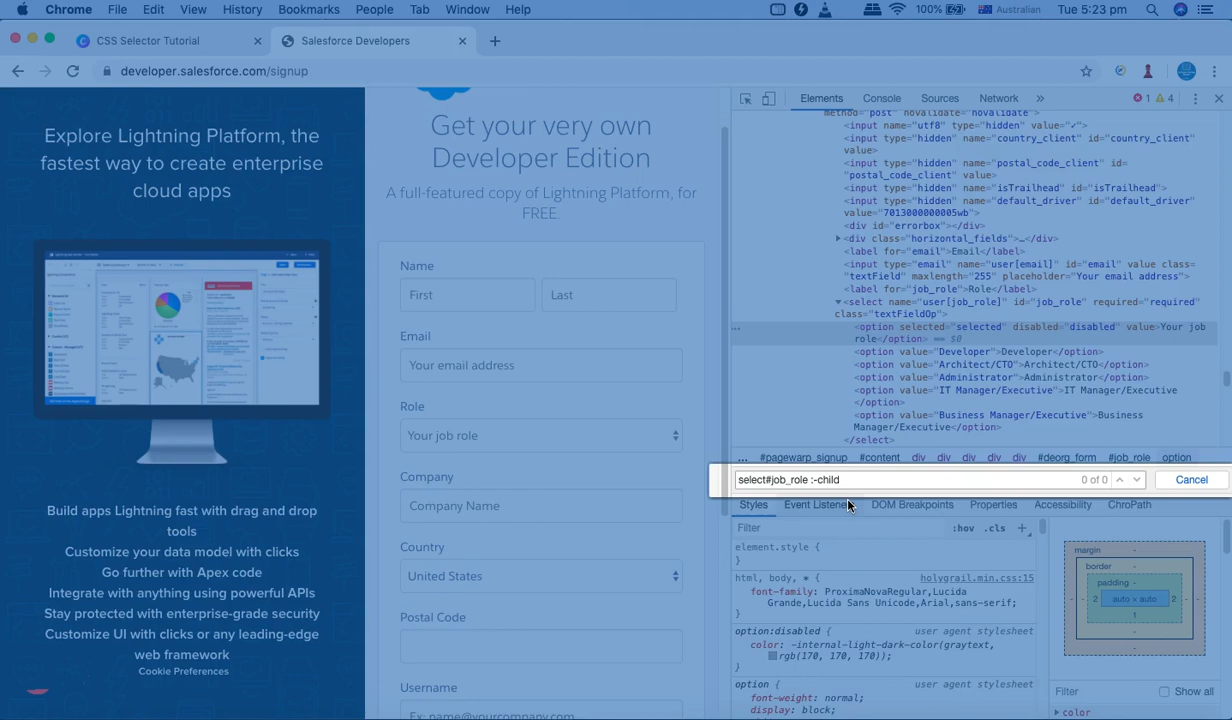 Chrome File Edit View History Bookmarks People Tab Window Help 100% Australian Tue 5:23 pm
CSS Selector Tutorial Salesforce Developers
developer.salesforce.com/signup
Explore Lightning Platform, the
fastest way to create enterprise
cloud apps
Build apps Lightning fast with drag and drop
tools
Customize your data model with clicks
Go further with Apex code
Integrate with anything using powerful APIs
Stay protected with enterprise-grade security
Customize UI with clicks or any leading-edge
web framework
Cookie Preferences
Get your very own
Developer Edition
A full-featured copy of Lightning Platform, for
FREE.
Name
First Last
Email
Your email address
Role
Your job role
Company
Company Name
Country
United States
Postal Code
Username
Ex: name@yourcompany.com
Elements Console Sources Network » 1 4
method="post" novalidate="novalidate">
<input name="utf8" type="hidden" value="✓">
<input type="hidden" name="country_client" id="country_client"
value>
<input type="hidden" name="postal_code_client" id=
"postal_code_client" value>
<input type="hidden" name="isTrailhead" id="isTrailhead">
<input type="hidden" name="default_driver" id="default_driver"
value="7013000000005wb">
<div id="errorbox"></div>
<div class="horizontal_fields">…</div>
<label for="email">Email</label>
<input type="email" name="user[email]" id="email" value class=
"textField" maxlength="255" placeholder="Your email address">
<label for="job_role">Role</label>
<select name="user[job_role]" id="job_role" required="required"
class="textFieldOp">
… <option selected="selected" disabled="disabled" value>Your job
role</option> == $0
<option value="Developer">Developer</option>
<option value="Architect/CTO">Architect/CTO</option>
<option value="Administrator">Administrator</option>
<option value="IT Manager/Executive">IT Manager/Executive
</option>
<option value="Business Manager/Executive">Business
Manager/Executive</option>
</select>
… #pagewarp_signup #content div div div div #deorg_form #job_role option
select#job_role :-child 0 of 0 Cancel
Styles Event Listeners DOM Breakpoints Properties Accessibility ChroPath
Filter :hov .cls +
element.style {
}
html, body, * { holygrail.min.css:15
font-family: ProximaNovaRegular,Lucida
Grande,Lucida Sans Unicode,Arial,sans-serif;
}
option:disabled { user agent stylesheet
color: -internal-light-dark-color(graytext,
rgb(170, 170, 170));
}
option { user agent stylesheet
font-weight: normal;
display: block;
margin -
border -
padding -
- - 2 auto × auto 2 - -
1
-
-
Filter Show all
color